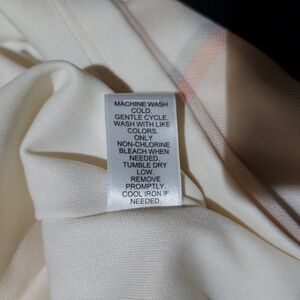 MACHINE WASH
COLD.
GENTLE CYCLE.
WASH WITH LIKE
COLORS.
ONLY
NON-CHLORINE
BLEACH WHEN
NEEDED.
TUMBLE DRY
LOW.
REMOVE
PROMPTLY.
COOL IRON IF
NEEDED.